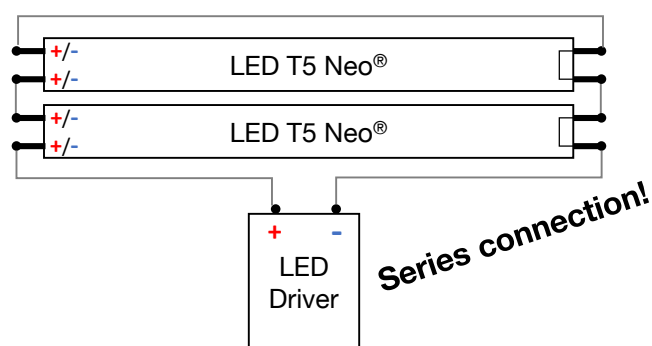 +/-
LED T5 Neo®
+/-
+/-
LED T5 Neo®
+/-
+ -
LED
Driver
Series connection!